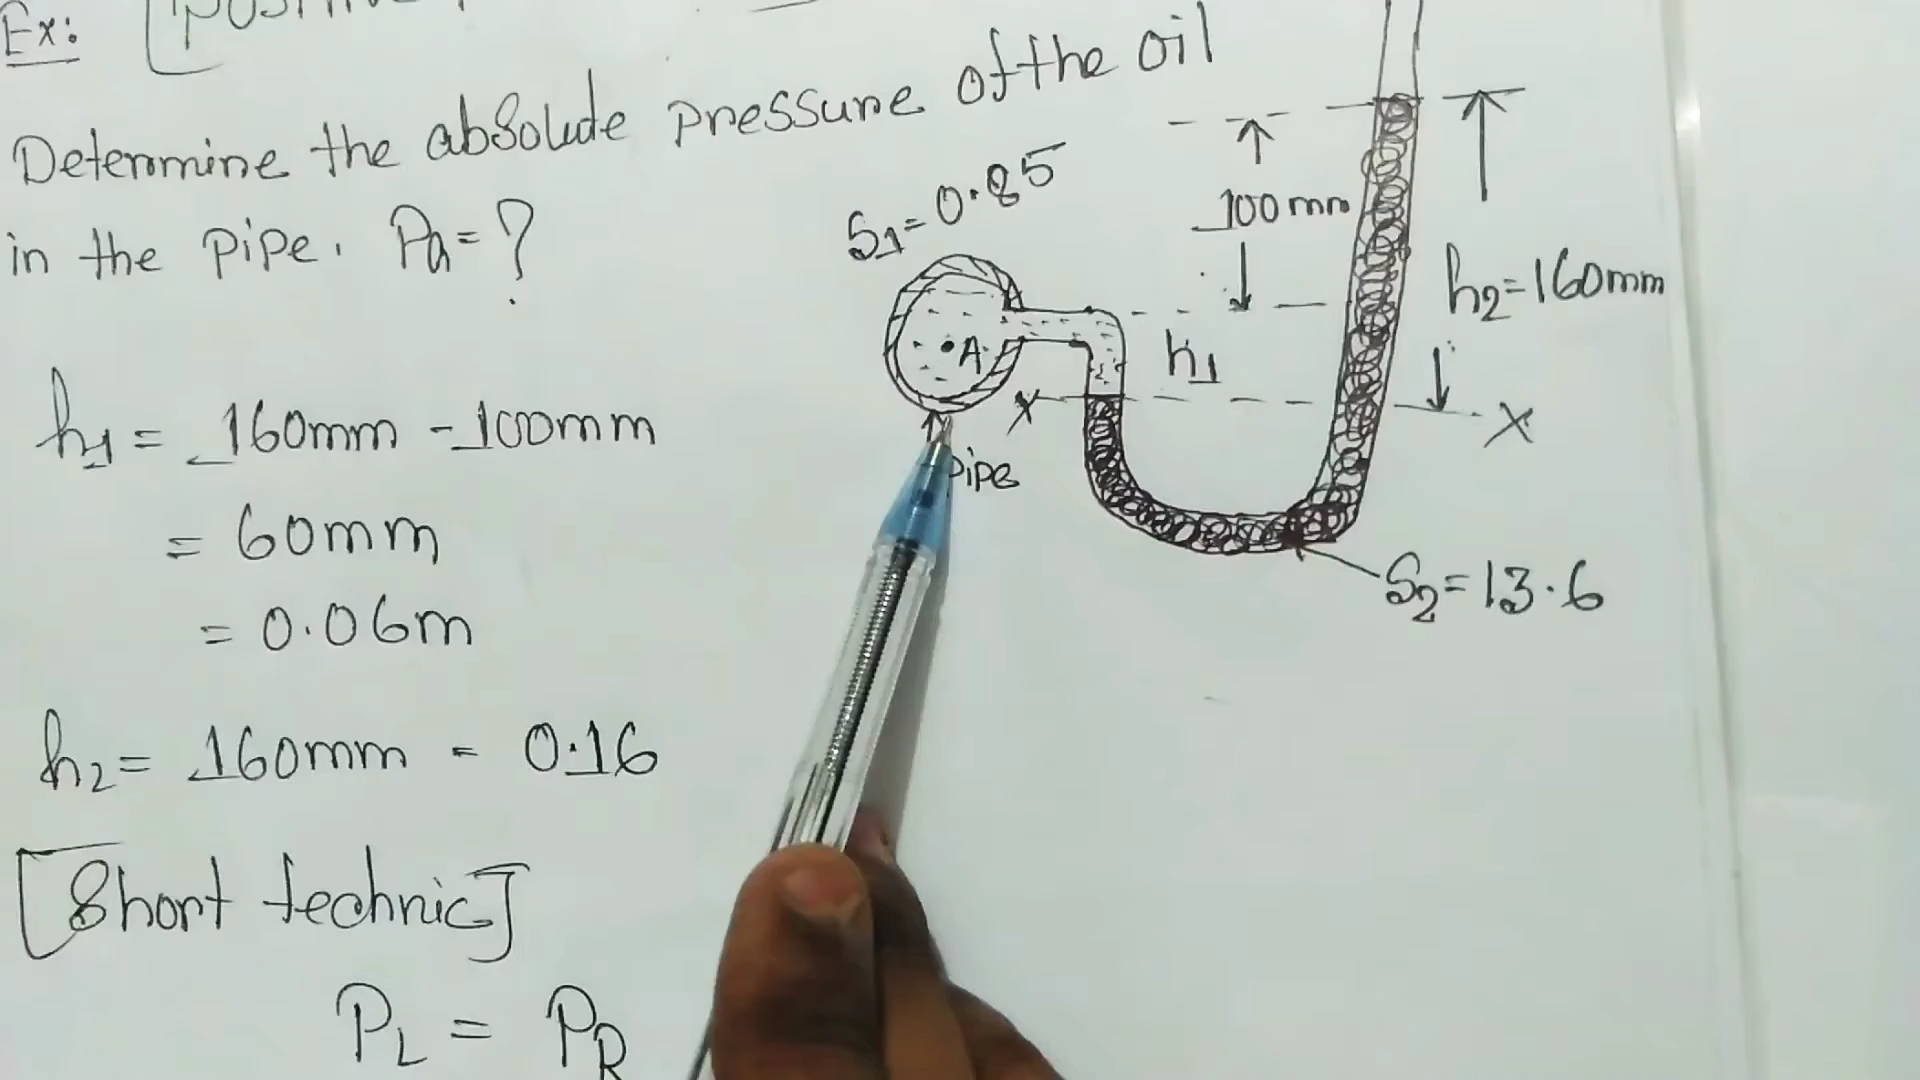 Ex:
Determine the absolute pressure of the oil
in the pipe. Pa = ?
h1 = 160mm - 100mm
= 60mm
= 0.06m
h2 = 160mm = 0.16
[Short technic]
PL = PR
S1 = 0.85
100 mm
h2 = 160mm
A
h1
X
X
Pipe
S2 = 13.6